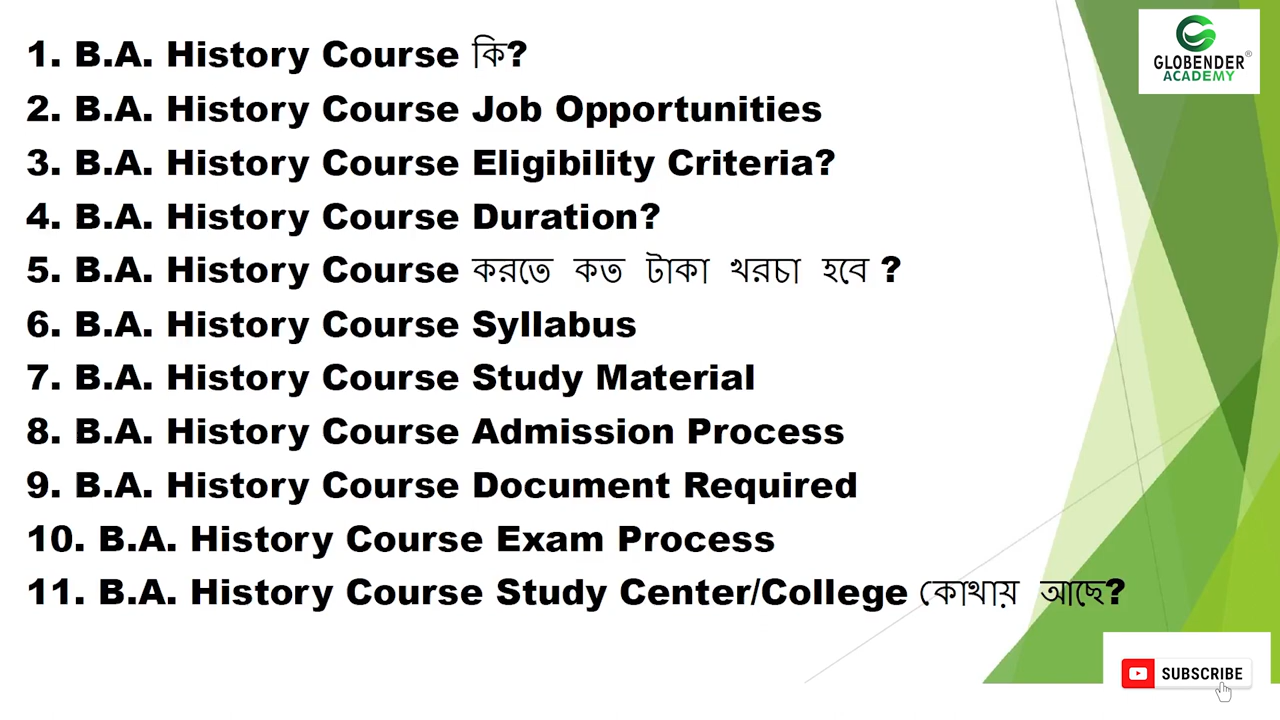 1. B.A. History Course কি?
2. B.A. History Course Job Opportunities
3. B.A. History Course Eligibility Criteria?
4. B.A. History Course Duration?
5. B.A. History Course করতে কত টাকা খরচা হবে ?
6. B.A. History Course Syllabus
7. B.A. History Course Study Material
8. B.A. History Course Admission Process
9. B.A. History Course Document Required
10. B.A. History Course Exam Process
11. B.A. History Course Study Center/College কোথায় আছে?
GLOBENDER®
ACADEMY
SUBSCRIBE